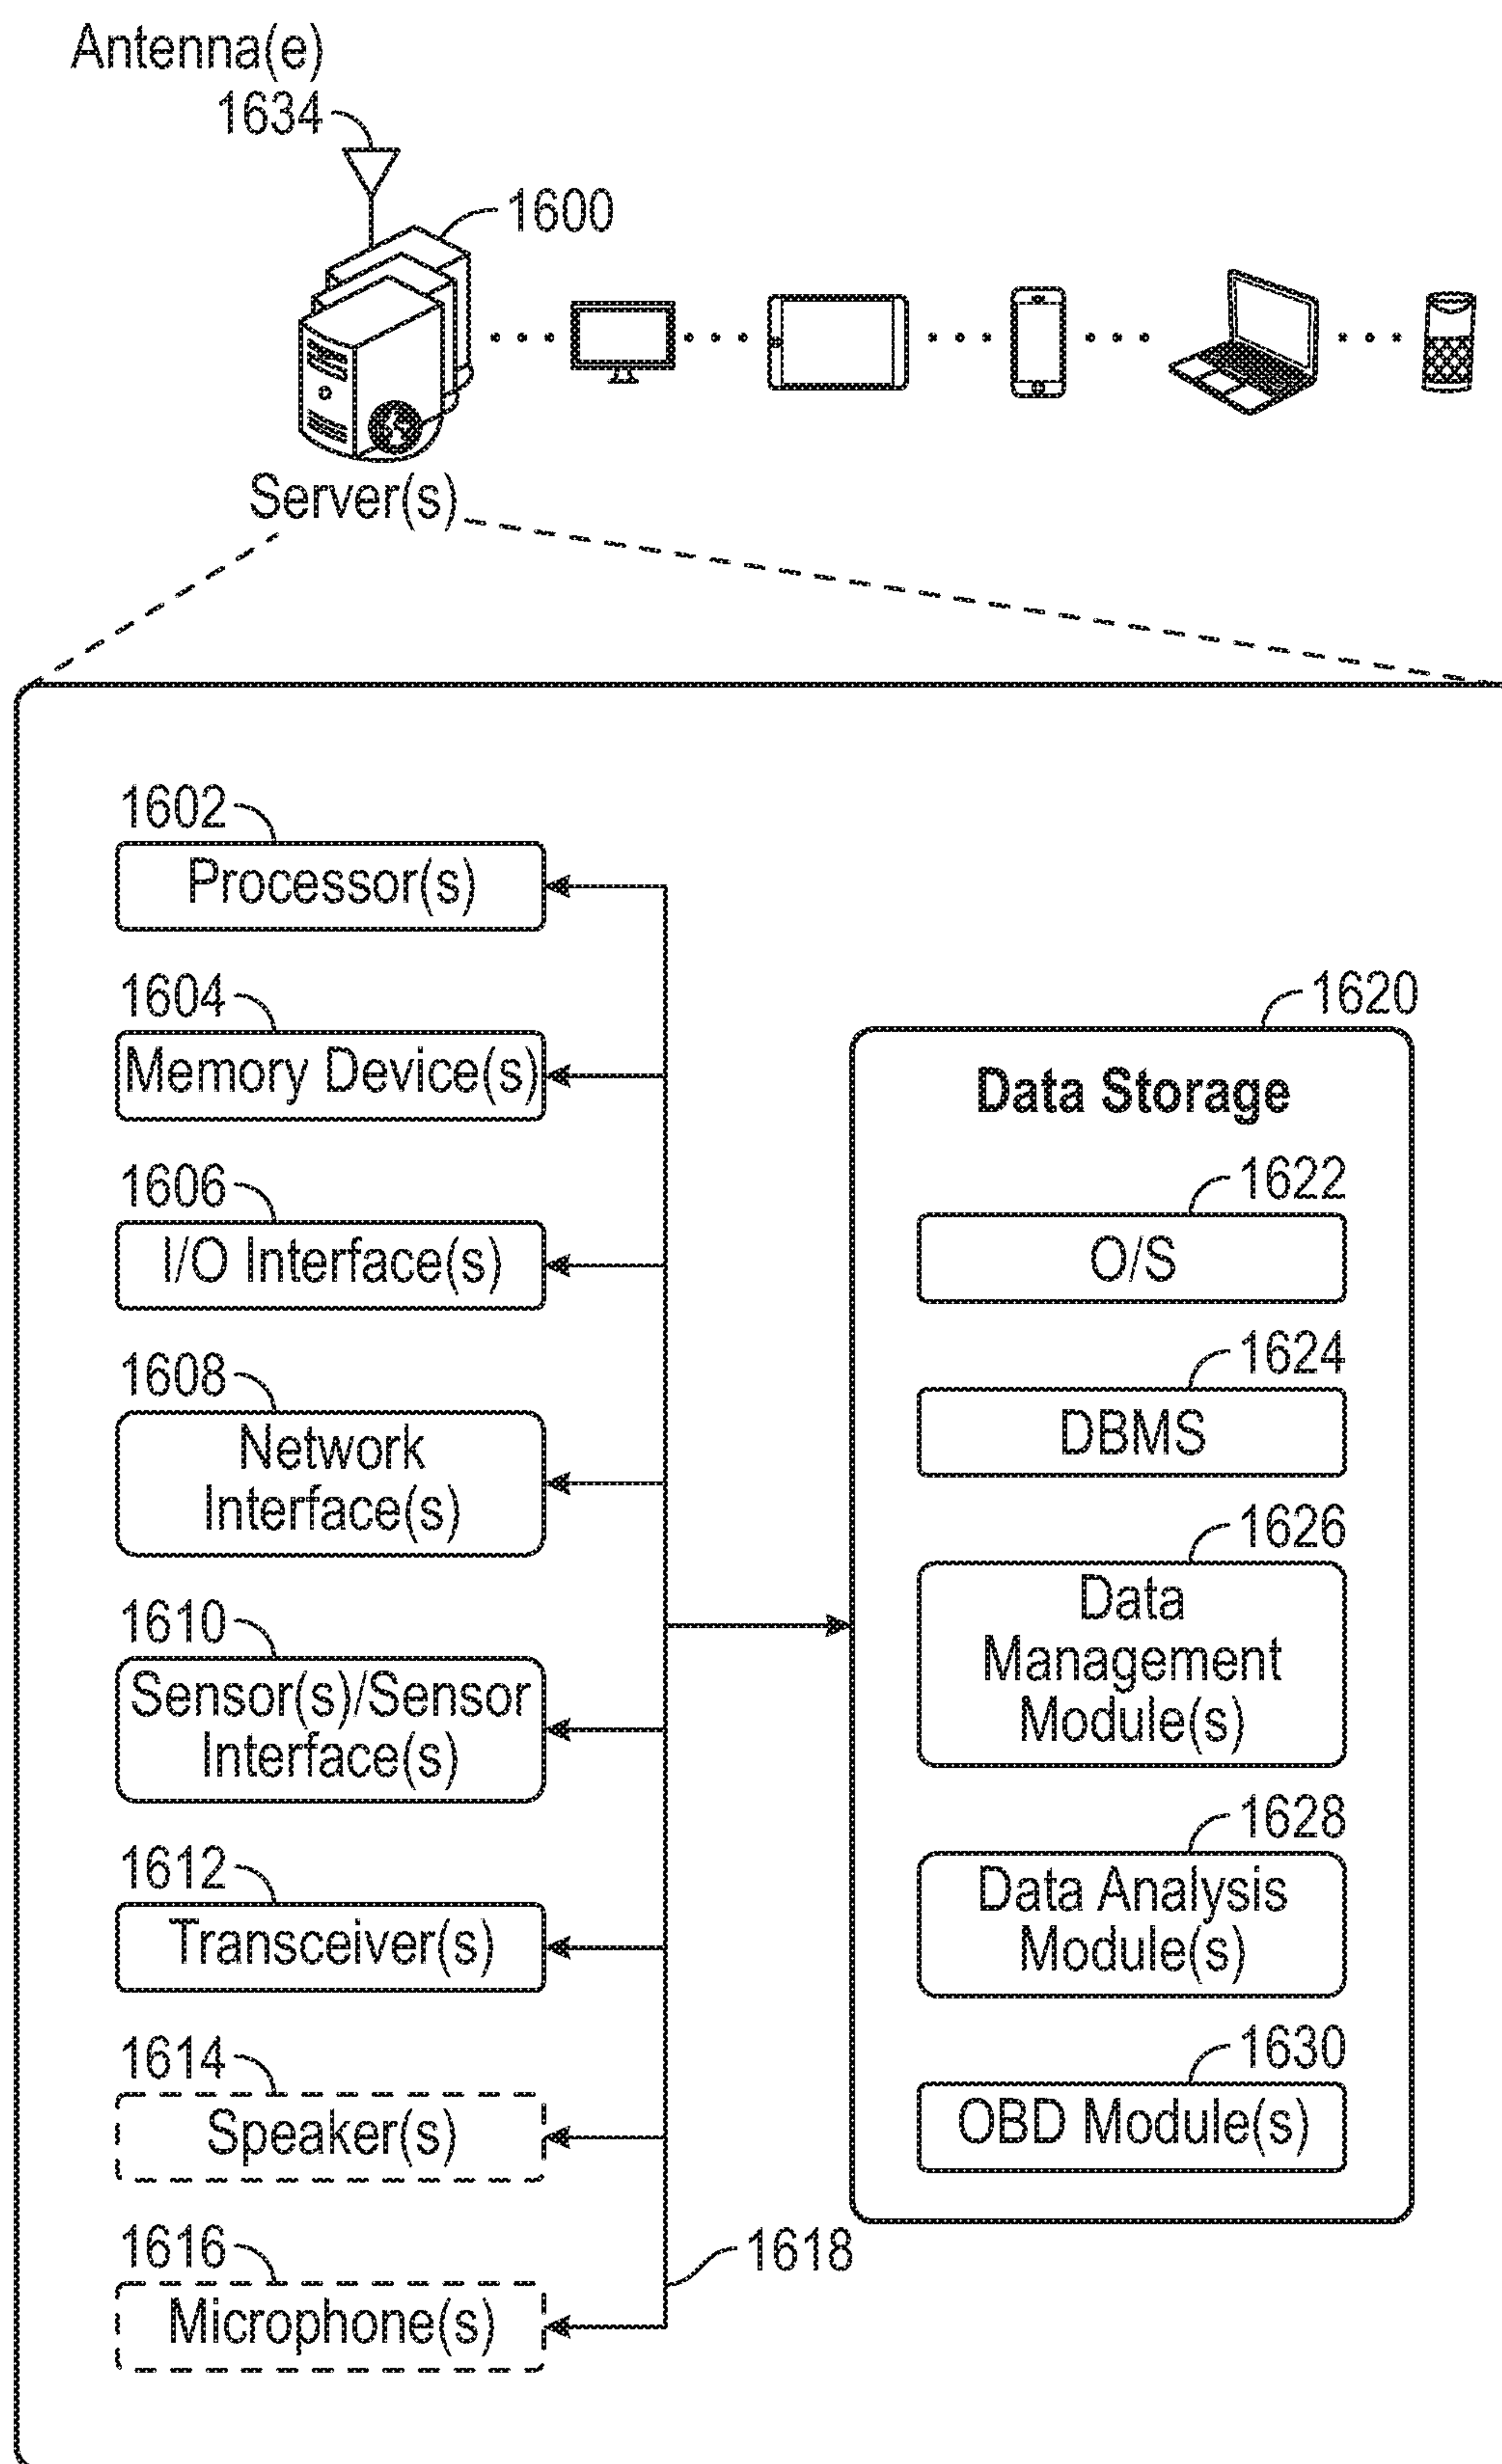 Antenna(e)
1634
1600
Server(s)
1602
Processor(s)
1604
Memory Device(s)
1606
I/O Interface(s)
1608
Network
Interface(s)
1610
Sensor(s)/Sensor
Interface(s)
1612
Transceiver(s)
1614
Speaker(s)
1616
Microphone(s)
1618
1620
Data Storage
1622
O/S
1624
DBMS
1626
Data
Management
Module(s)
1628
Data Analysis
Module(s)
1630
OBD Module(s)